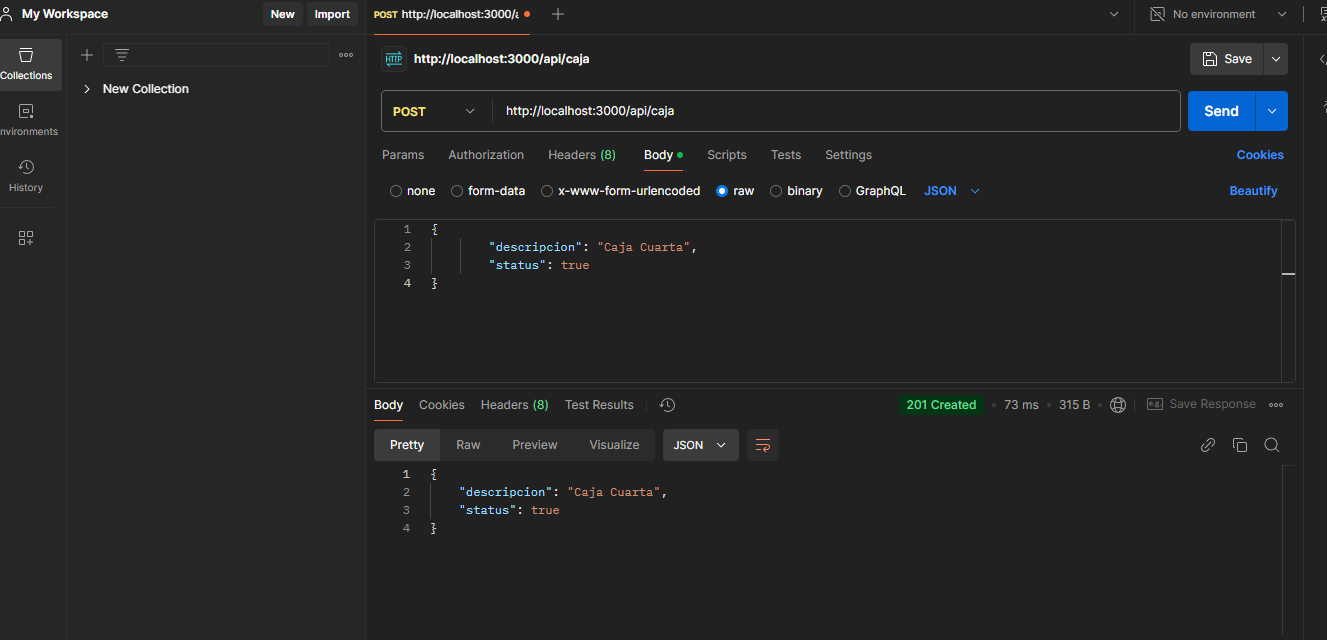 My Workspace New Import POST http://localhost:3000/a No environment
Collections
nvironments
History
New Collection
HTTP http://localhost:3000/api/caja Save
POST http://localhost:3000/api/caja Send
Params Authorization Headers (8) Body Scripts Tests Settings Cookies
none form-data x-www-form-urlencoded raw binary GraphQL JSON Beautify
1 {
2 "descripcion": "Caja Cuarta",
3 "status": true
4 }
Body Cookies Headers (8) Test Results 201 Created 73 ms 315 B e.g. Save Response
Pretty Raw Preview Visualize JSON
1 {
2 "descripcion": "Caja Cuarta",
3 "status": true
4 }